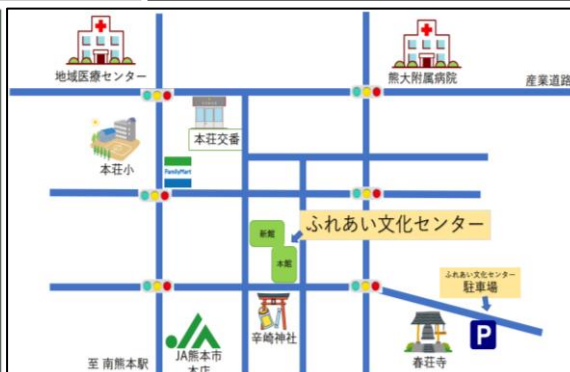 地域医療センター
熊大附属病院
産業道路
本荘交番
本荘小
FamilyMart
ふれあい文化センター
新館
本館
ふれあい文化センター
駐車場
P
辛崎神社
春荘寺
至 南熊本駅
JA熊本市
本店